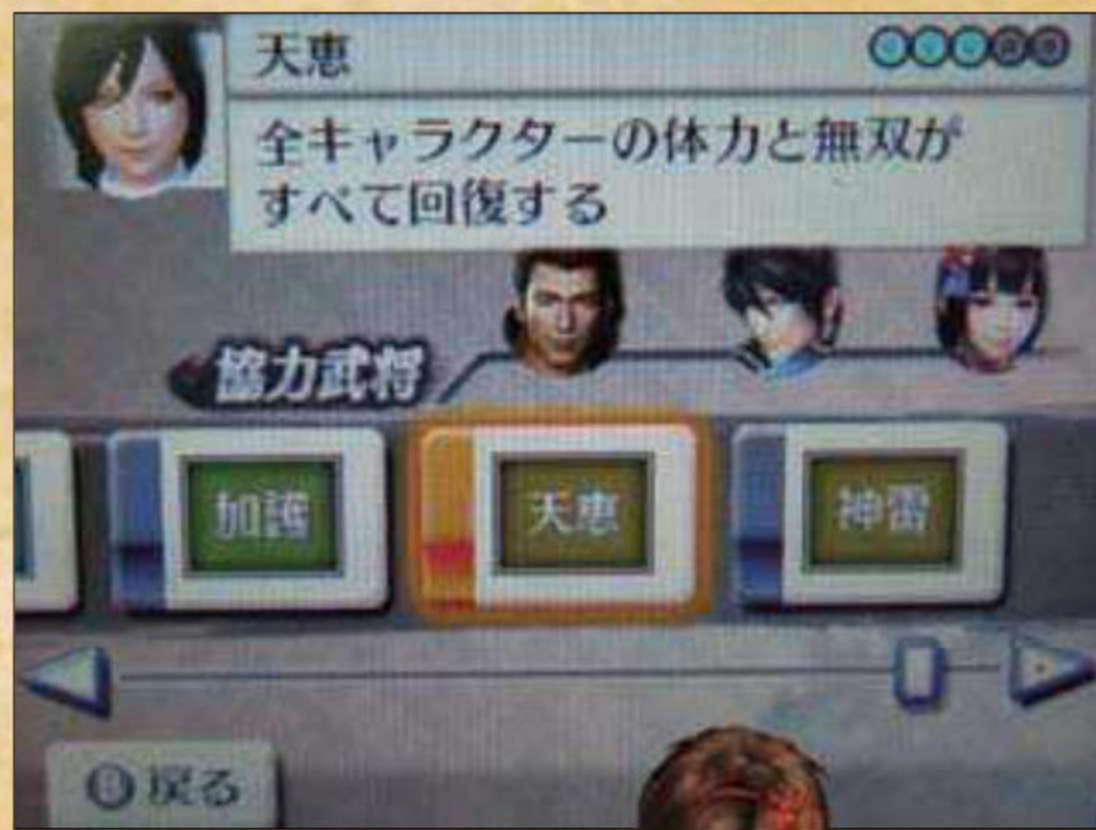 天恵
全キャラクターの体力と無双が
すべて回復する
協力武将
加護
天恵
神雷
戻る